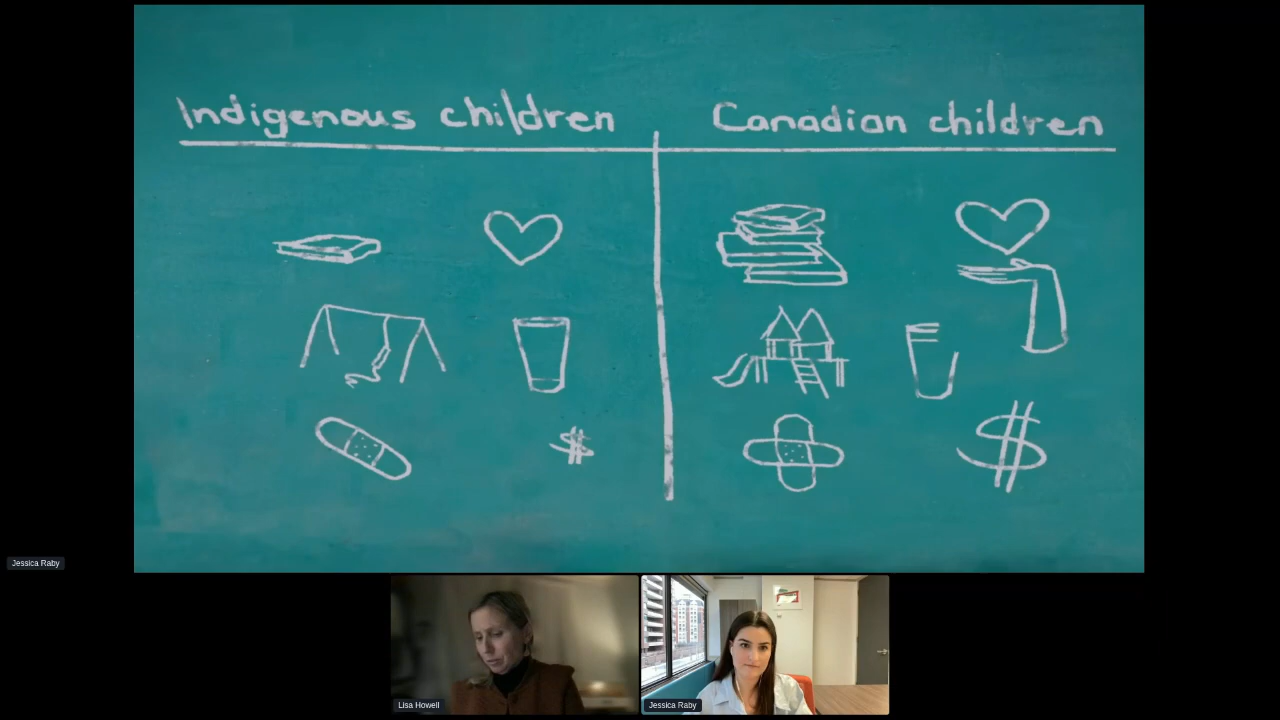 Indigenous children
Canadian children
$
$
Jessica Raby
Lisa Howell
Jessica Raby